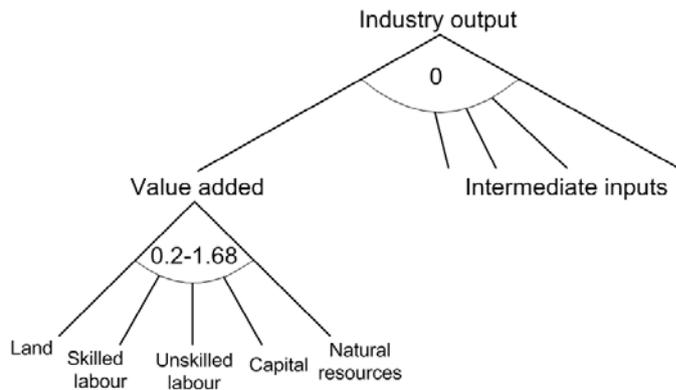 Industry output
0
Value added
Intermediate inputs
0.2-1.68
Land
Skilled
labour
Unskilled
labour
Capital
Natural
resources